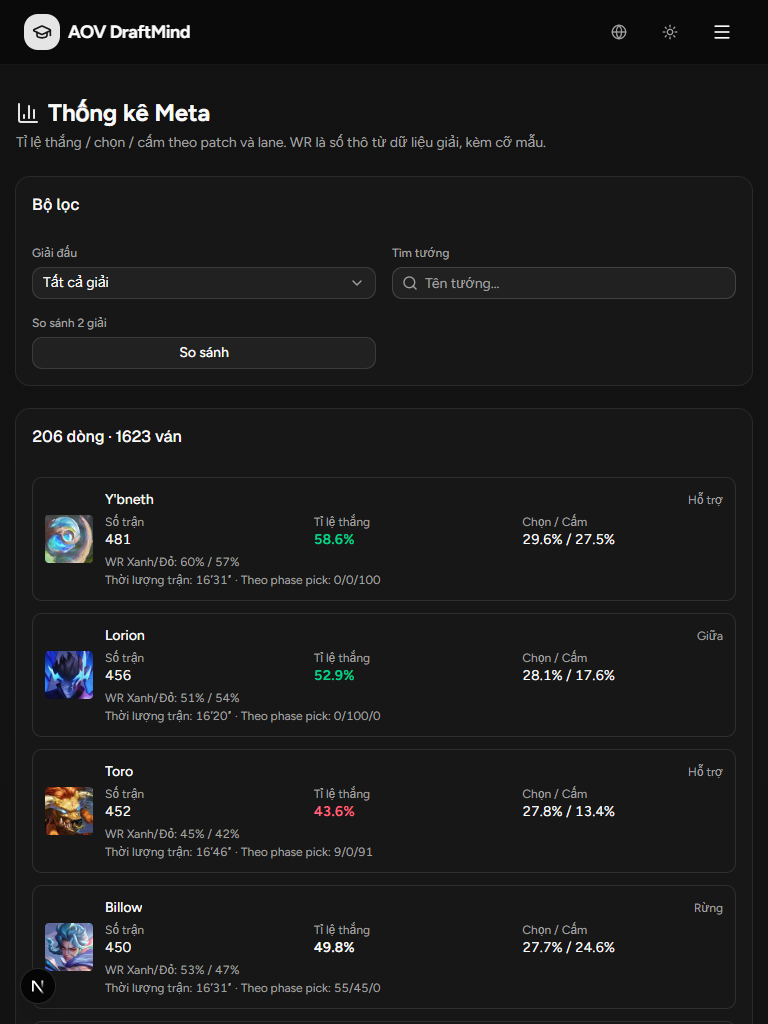 AOV DraftMind
Thống kê Meta
Tỉ lệ thắng / chọn / cấm theo patch và lane. WR là số thô từ dữ liệu giải, kèm cỡ mẫu.
Bộ lọc
Giải đấu
Tìm tướng
Tất cả giải
Tên tướng...
So sánh 2 giải
So sánh
206 dòng · 1623 ván
Y'bneth
Hỗ trợ
Số trận
Tỉ lệ thắng
Chọn / Cấm
481
58.6%
29.6% / 27.5%
WR Xanh/Đỏ: 60% / 57%
Thời lượng trận: 16′31″ · Theo phase pick: 0/0/100
Lorion
Giữa
Số trận
Tỉ lệ thắng
Chọn / Cấm
456
52.9%
28.1% / 17.6%
WR Xanh/Đỏ: 51% / 54%
Thời lượng trận: 16′20″ · Theo phase pick: 0/100/0
Toro
Hỗ trợ
Số trận
Tỉ lệ thắng
Chọn / Cấm
452
43.6%
27.8% / 13.4%
WR Xanh/Đỏ: 45% / 42%
Thời lượng trận: 16′46″ · Theo phase pick: 9/0/91
Billow
Rừng
Số trận
Tỉ lệ thắng
Chọn / Cấm
450
49.8%
27.7% / 24.6%
WR Xanh/Đỏ: 53% / 47%
Thời lượng trận: 16′31″ · Theo phase pick: 55/45/0
N